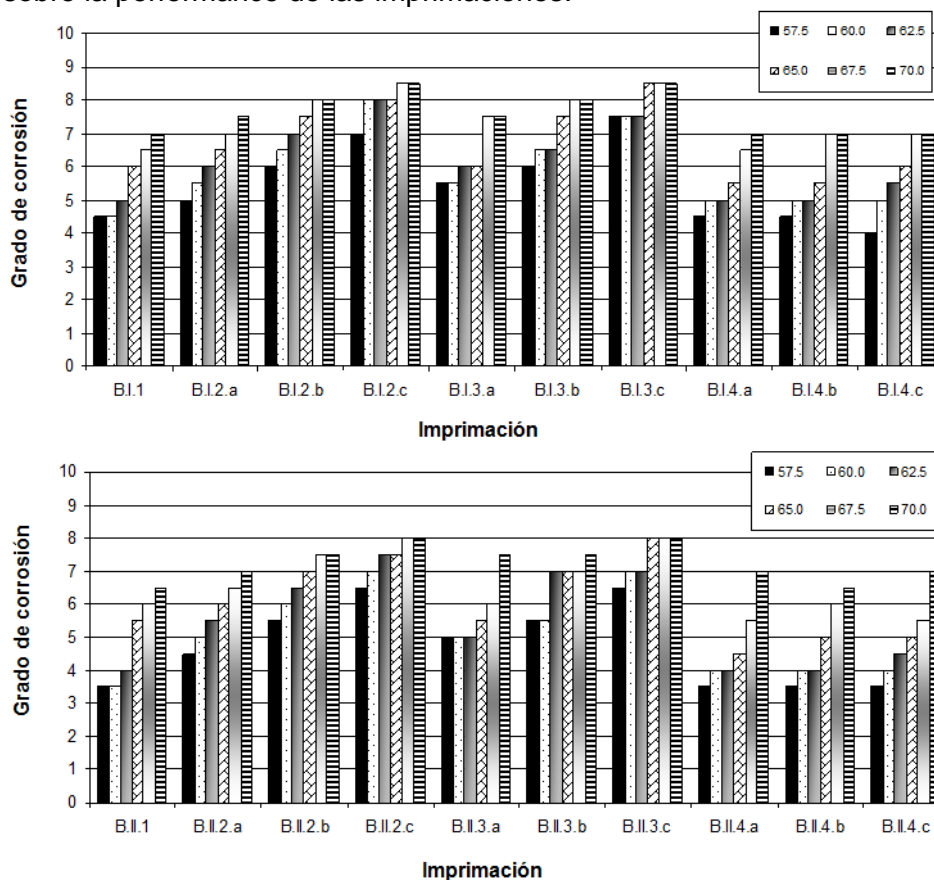 sobre la performance de las imprimaciones.
57.5 60.0 62.5
65.0 67.5 70.0
10
9
8
7
6
5
4
3
2
1
0
Grado de corrosión
B.I.1 B.I.2.a B.I.2.b B.I.2.c B.I.3.a B.I.3.b B.I.3.c B.I.4.a B.I.4.b B.I.4.c
Imprimación
57.5 60.0 62.5
65.0 67.5 70.0
10
9
8
7
6
5
4
3
2
1
0
Grado de corrosión
B.II.1 B.II.2.a B.II.2.b B.II.2.c B.II.3.a B.II.3.b B.II.3.c B.II.4.a B.II.4.b B.II.4.c
Imprimación